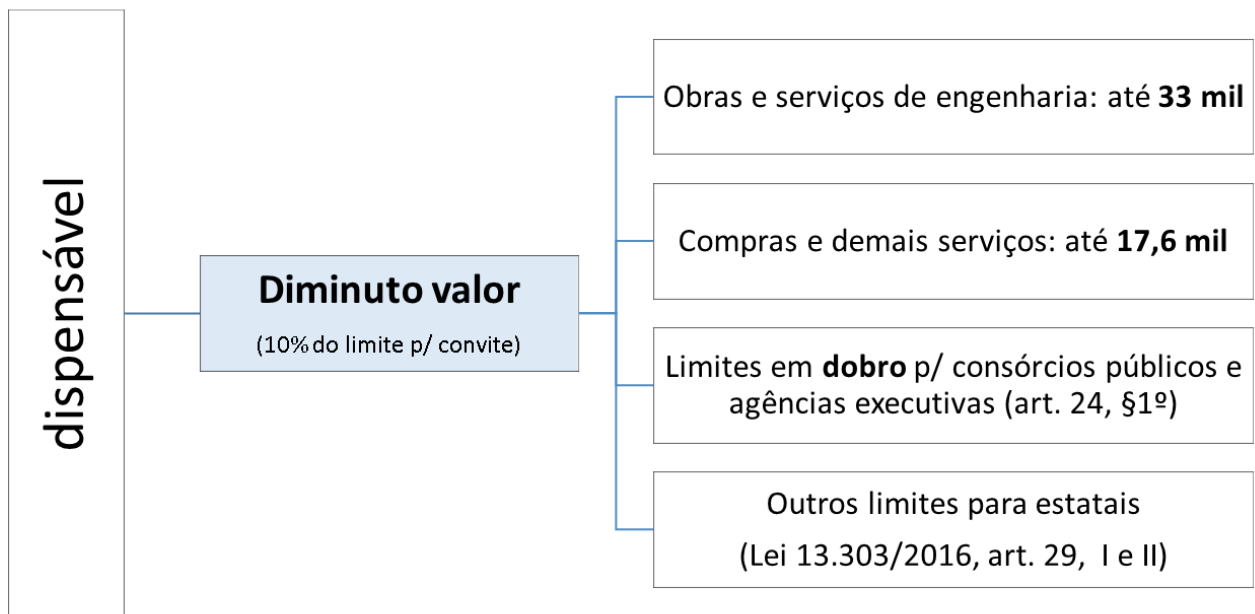 dispensável
Diminuto valor
(10% do limite p/ convite)
Obras e serviços de engenharia: até 33 mil
Compras e demais serviços: até 17,6 mil
Limites em dobro p/ consórcios públicos e
agências executivas (art. 24, §1º)
Outros limites para estatais
(Lei 13.303/2016, art. 29, I e II)